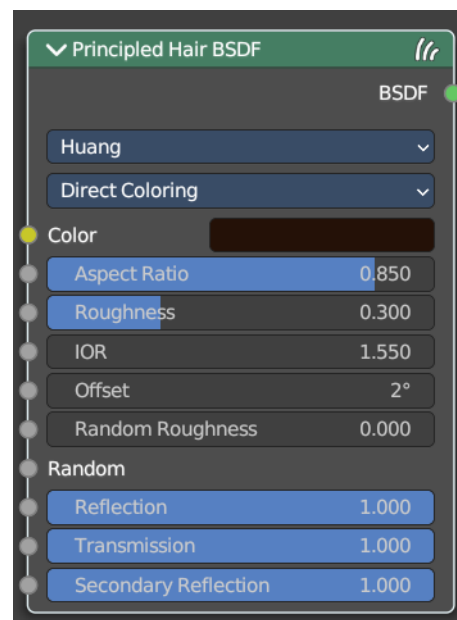 Principled Hair BSDF
BSDF
Huang
Direct Coloring
Color
Aspect Ratio 0.850
Roughness 0.300
IOR 1.550
Offset 2°
Random Roughness 0.000
Random
Reflection 1.000
Transmission 1.000
Secondary Reflection 1.000